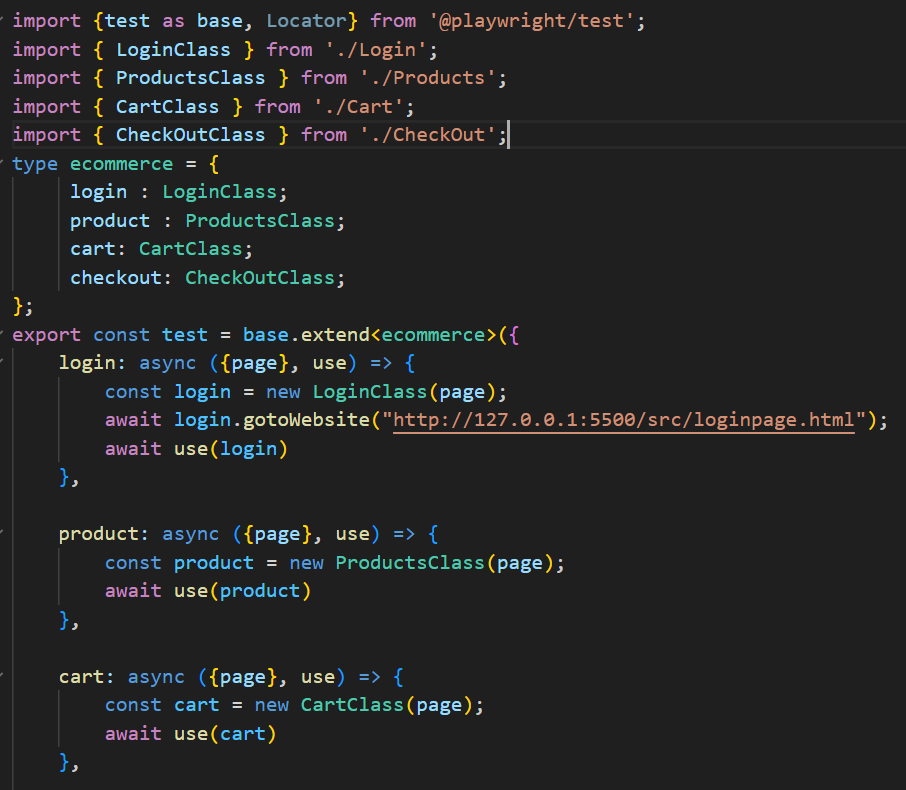 import {test as base, Locator} from '@playwright/test';
import { LoginClass } from './Login';
import { ProductsClass } from './Products';
import { CartClass } from './Cart';
import { CheckOutClass } from './CheckOut';
type ecommerce = {
     login : LoginClass;
     product : ProductsClass;
     cart: CartClass;
     checkout: CheckOutClass;
};
export const test = base.extend<ecommerce>({
    login: async ({page}, use) => {
        const login = new LoginClass(page);
        await login.gotoWebsite("http://127.0.0.1:5500/src/loginpage.html");
        await use(login)
    },

    product: async ({page}, use) => {
        const product = new ProductsClass(page);
        await use(product)
    },

    cart: async ({page}, use) => {
        const cart = new CartClass(page);
        await use(cart)
    },